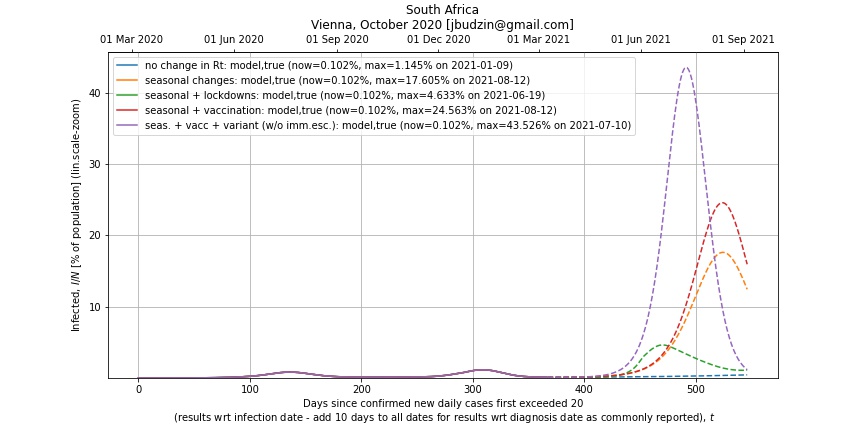 South Africa
Vienna, October 2020 [jbudzin@gmail.com]
01 Mar 2020 01 Jun 2020 01 Sep 2020 01 Dec 2020 01 Mar 2021 01 Jun 2021 01 Sep 2021
no change in Rt: model,true (now=0.102%, max=1.145% on 2021-01-09)
seasonal changes: model,true (now=0.102%, max=17.605% on 2021-08-12)
seasonal + lockdowns: model,true (now=0.102%, max=4.633% on 2021-06-19)
seasonal + vaccination: model,true (now=0.102%, max=24.563% on 2021-08-12)
seas. + vacc + variant (w/o imm.esc.): model,true (now=0.102%, max=43.526% on 2021-07-10)
Infected, I/N [% of population] (lin.scale-zoom)
40
30
20
10
0 100 200 300 400 500
Days since confirmed new daily cases first exceeded 20
(results wrt infection date - add 10 days to all dates for results wrt diagnosis date as commonly reported), t